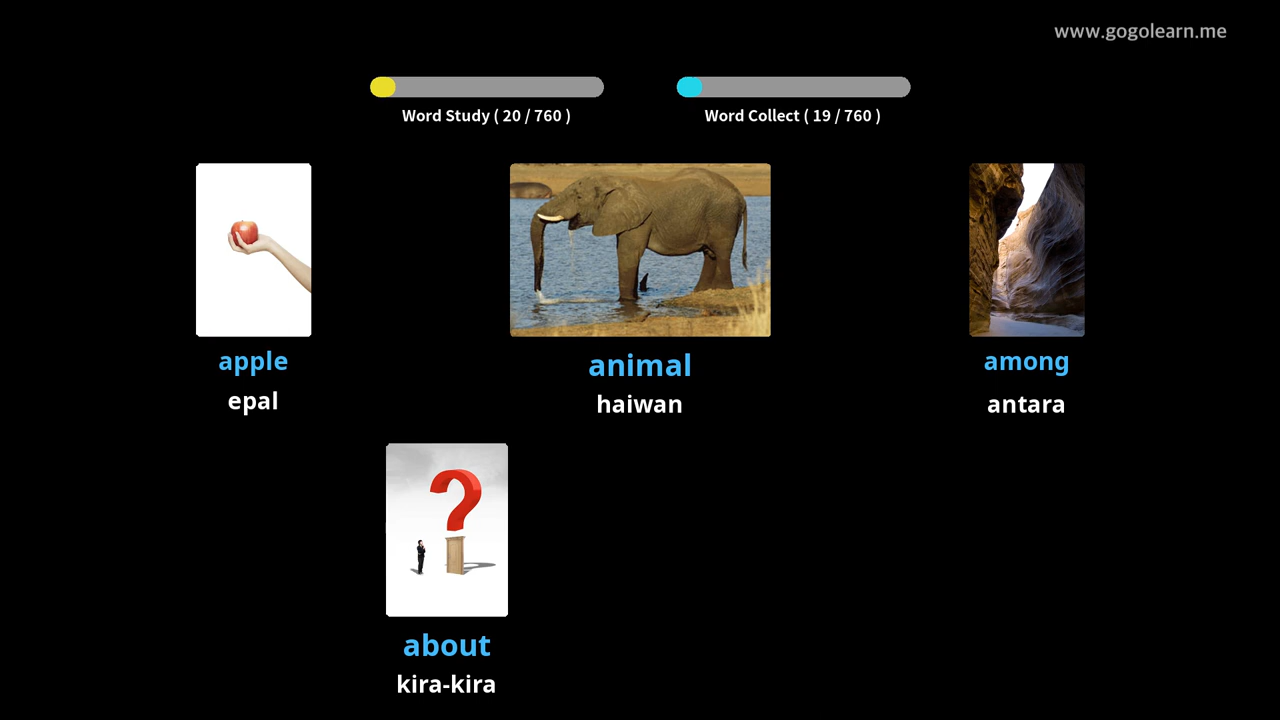 www.gogolearn.me
Word Study ( 20 / 760 )
Word Collect ( 19 / 760 )
apple
epal
animal
haiwan
among
antara
?
about
kira-kira